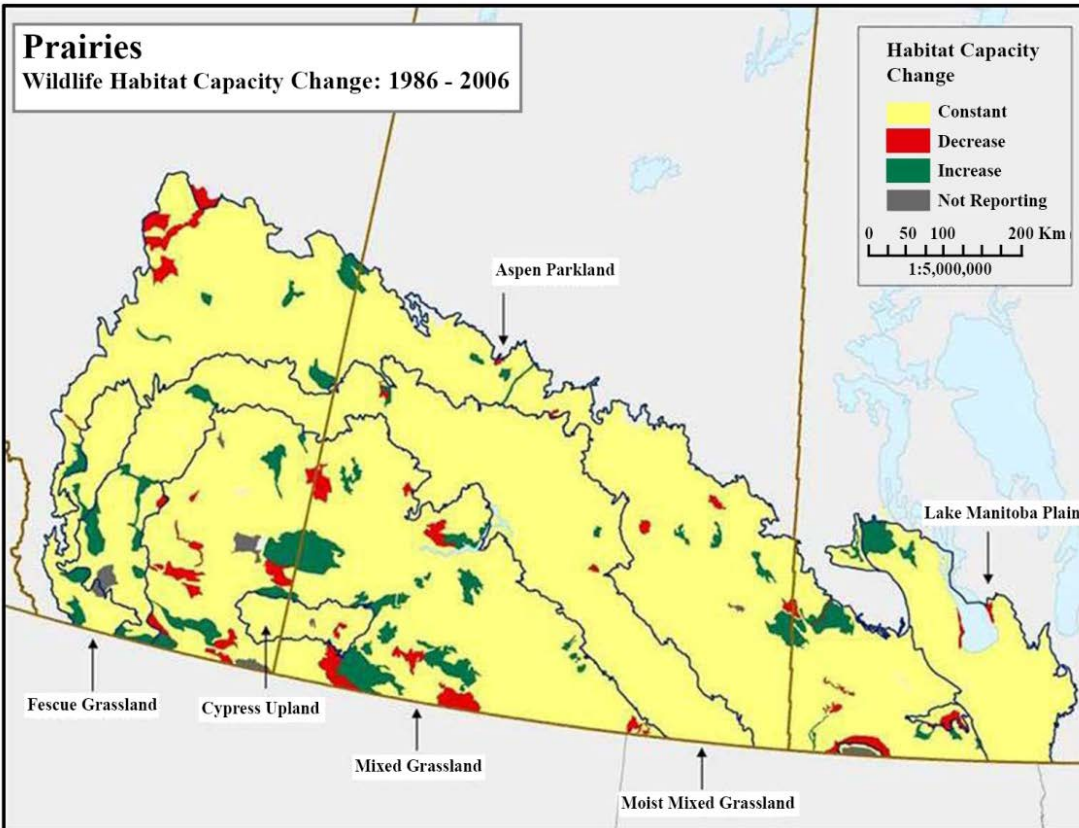 Prairies
Wildlife Habitat Capacity Change: 1986 - 2006
Habitat Capacity
Change
Constant
Decrease
Increase
Not Reporting
0 50 100 200 Km
1:5,000,000
Aspen Parkland
Lake Manitoba Plain
Fescue Grassland
Cypress Upland
Mixed Grassland
Moist Mixed Grassland